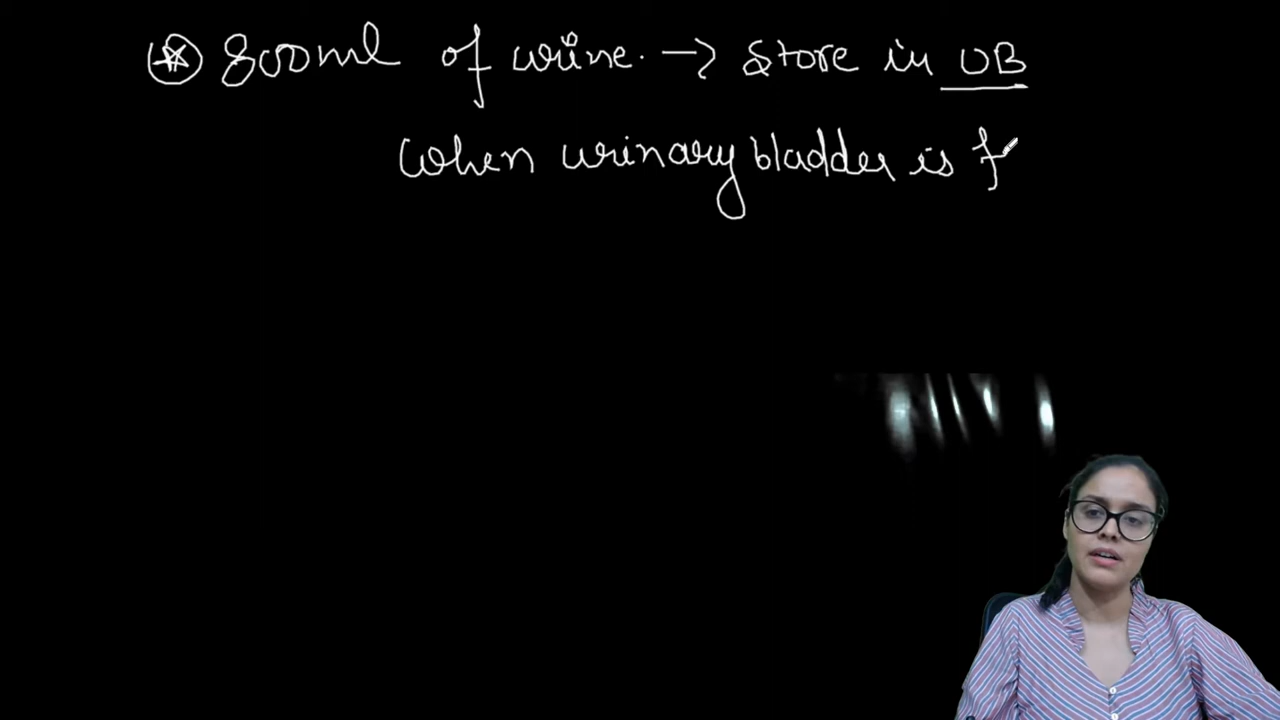 800ml of urine. → Store in UB
When urinary bladder is f